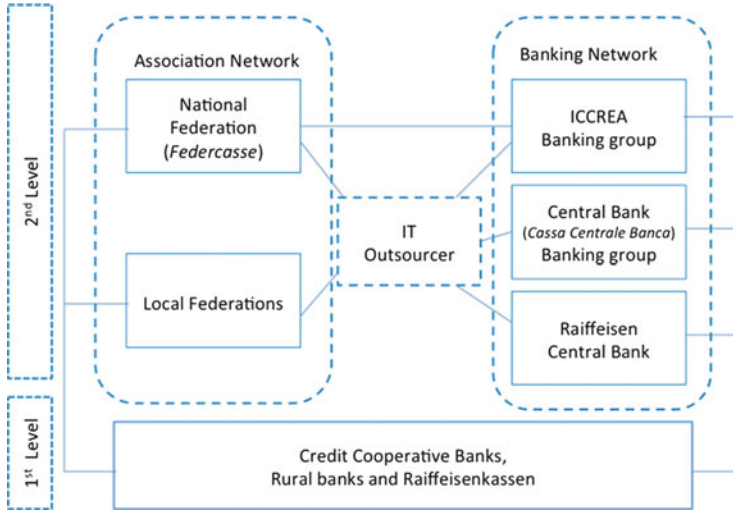 Association Network
National
Federation
(Federcasse)
Local Federations
IT
Outsourcer
Banking Network
ICCREA
Banking group
Central Bank
(Cassa Centrale Banca)
Banking group
Raiffeisen
Central Bank
2nd Level
1st Level
Credit Cooperative Banks,
Rural banks and Raiffeisenkassen